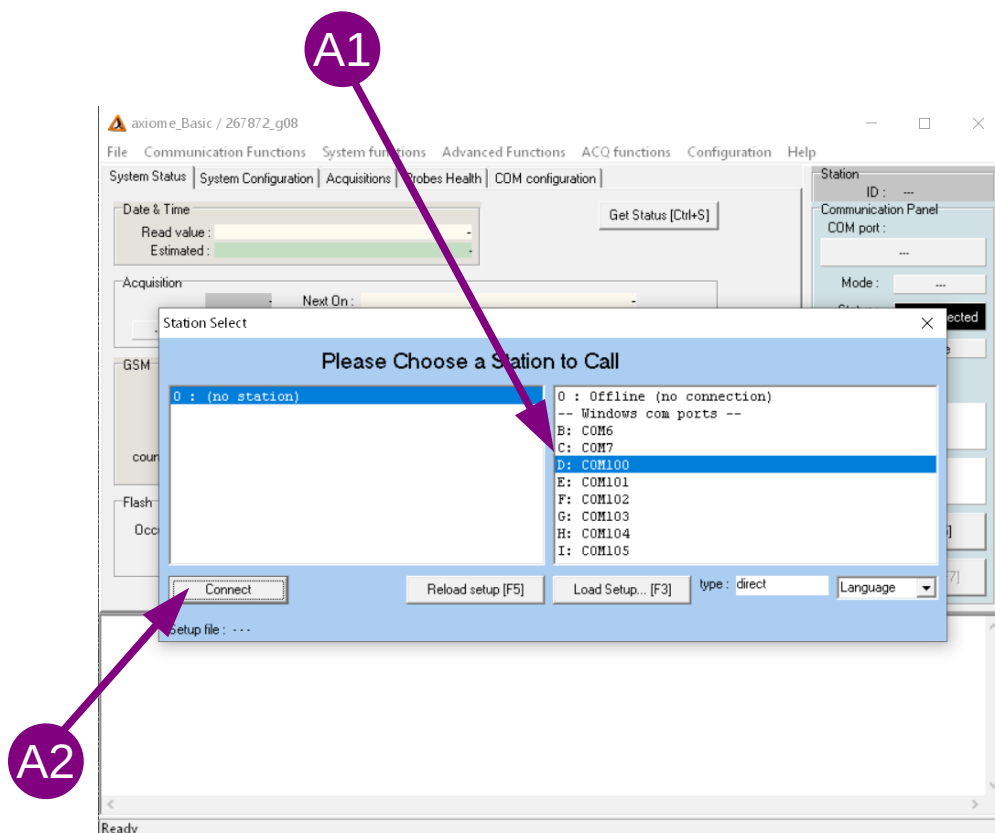 A1
axiome_Basic / 267872_g08
File Communication Functions System functions Advanced Functions ACQ functions Configuration Help
System Status System Configuration Acquisitions Probes Health COM configuration
Station
ID : ---
Date & Time
Read value : -
Estimated : -
Get Status [Ctrl+S]
Communication Panel
COM port :
---
Mode : ---
Acquisition
Next On : -
Station Select
Please Choose a Station to Call
GSM
0 : (no station)
0 : Offline (no connection)
-- Windows com ports --
B: COM6
C: COM7
D: COM100
E: COM101
F: COM102
G: COM103
H: COM104
I: COM105
Flash
Connect
Reload setup [F5]
Load Setup... [F3]
type : direct
Language
7]
Setup file : ---
A2
Ready